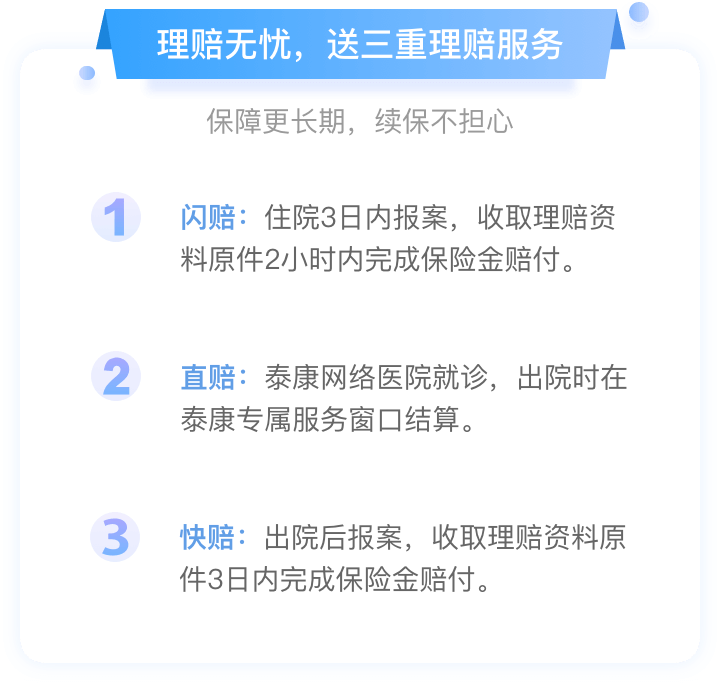 理赔无忧，送三重理赔服务
保障更长期，续保不担心
1
闪赔：住院3日内报案，收取理赔资
料原件2小时内完成保险金赔付。
2
直赔：泰康网络医院就诊，出院时在
泰康专属服务窗口结算。
3
快赔：出院后报案，收取理赔资料原
件3日内完成保险金赔付。